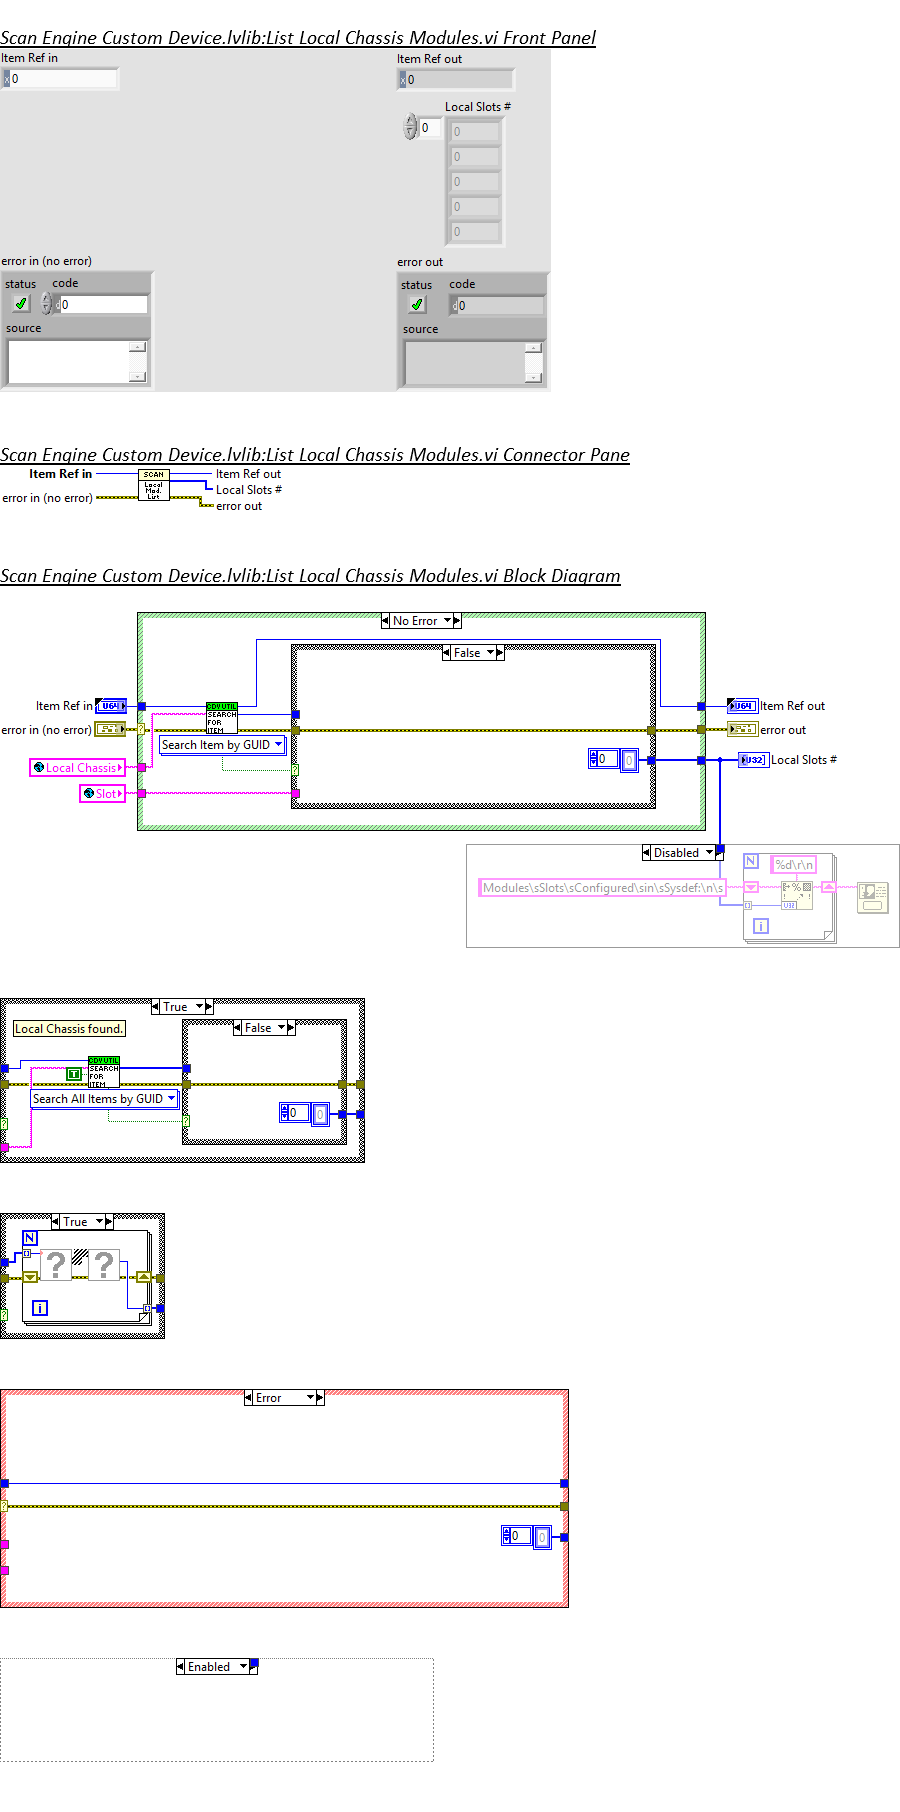 Scan Engine Custom Device.lvlib:List Local Chassis Modules.vi Front Panel
Item Ref in
Item Ref out
x 0
x 0
Local Slots #
0
0
0
0
0
0
error in (no error)
error out
status code
status code
d 0
d 0
source
source
Scan Engine Custom Device.lvlib:List Local Chassis Modules.vi Connector Pane
Item Ref in
SCAN
Item Ref out
Local
Mod.
List
Local Slots #
error in (no error)
error out
Scan Engine Custom Device.lvlib:List Local Chassis Modules.vi Block Diagram
No Error
False
Item Ref in
U64
CDV UTIL
SEARCH
FOR
ITEM
U64
Item Ref out
error in (no error)
?
error out
Search Item by GUID
0
0
U32]
Local Slots #
Local Chassis
?
Slot
Disabled
N
%d\r\n
Modules\sSlots\sConfigured\sin\sSysdef:\n\s
U32
i
True
Local Chassis found.
False
CDV UTIL
SEARCH
FOR
ITEM
T
Search All Items by GUID
0
0
?
?
True
N
?
?
i
?
Error
?
0
0
Enabled